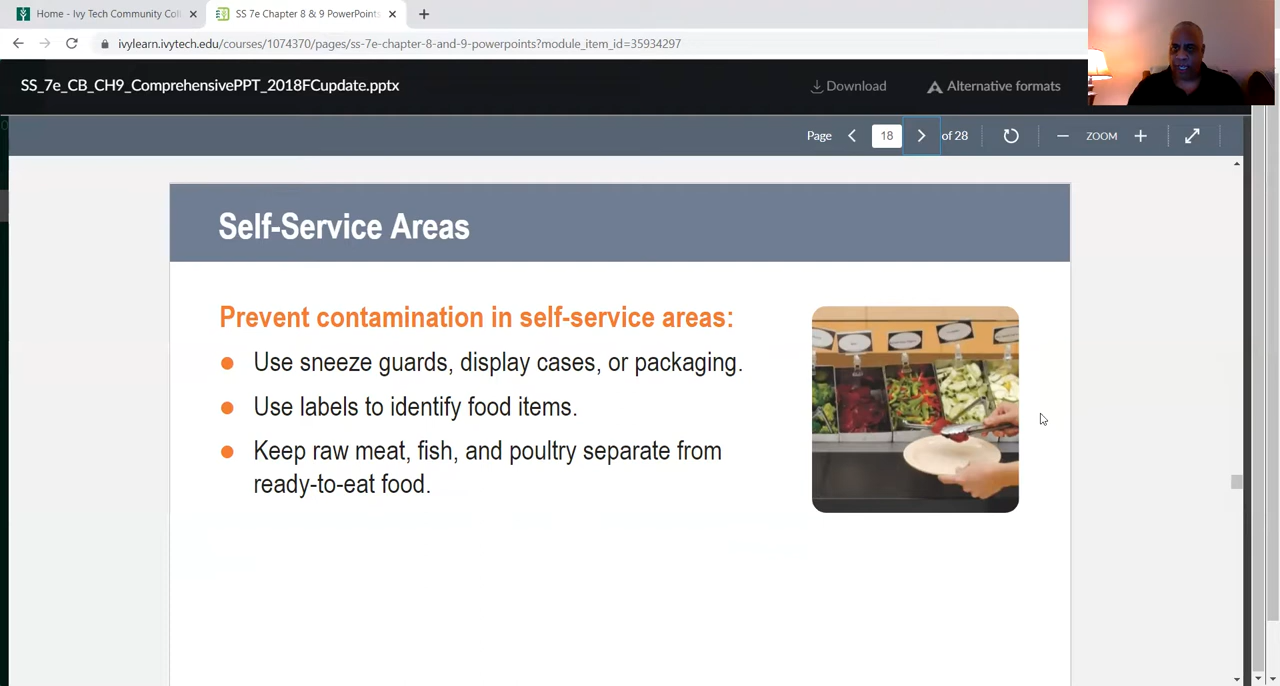 Home - Ivy Tech Community Coll
SS 7e Chapter 8 & 9 PowerPoints
ivylearn.ivytech.edu/courses/1074370/pages/ss-7e-chapter-8-and-9-powerpoints?module_item_id=35934297
SS_7e_CB_CH9_ComprehensivePPT_2018FCupdate.pptx
Download
Alternative formats
Page 18 of 28
ZOOM
Self-Service Areas
Prevent contamination in self-service areas:
Use sneeze guards, display cases, or packaging.
Use labels to identify food items.
Keep raw meat, fish, and poultry separate from
ready-to-eat food.